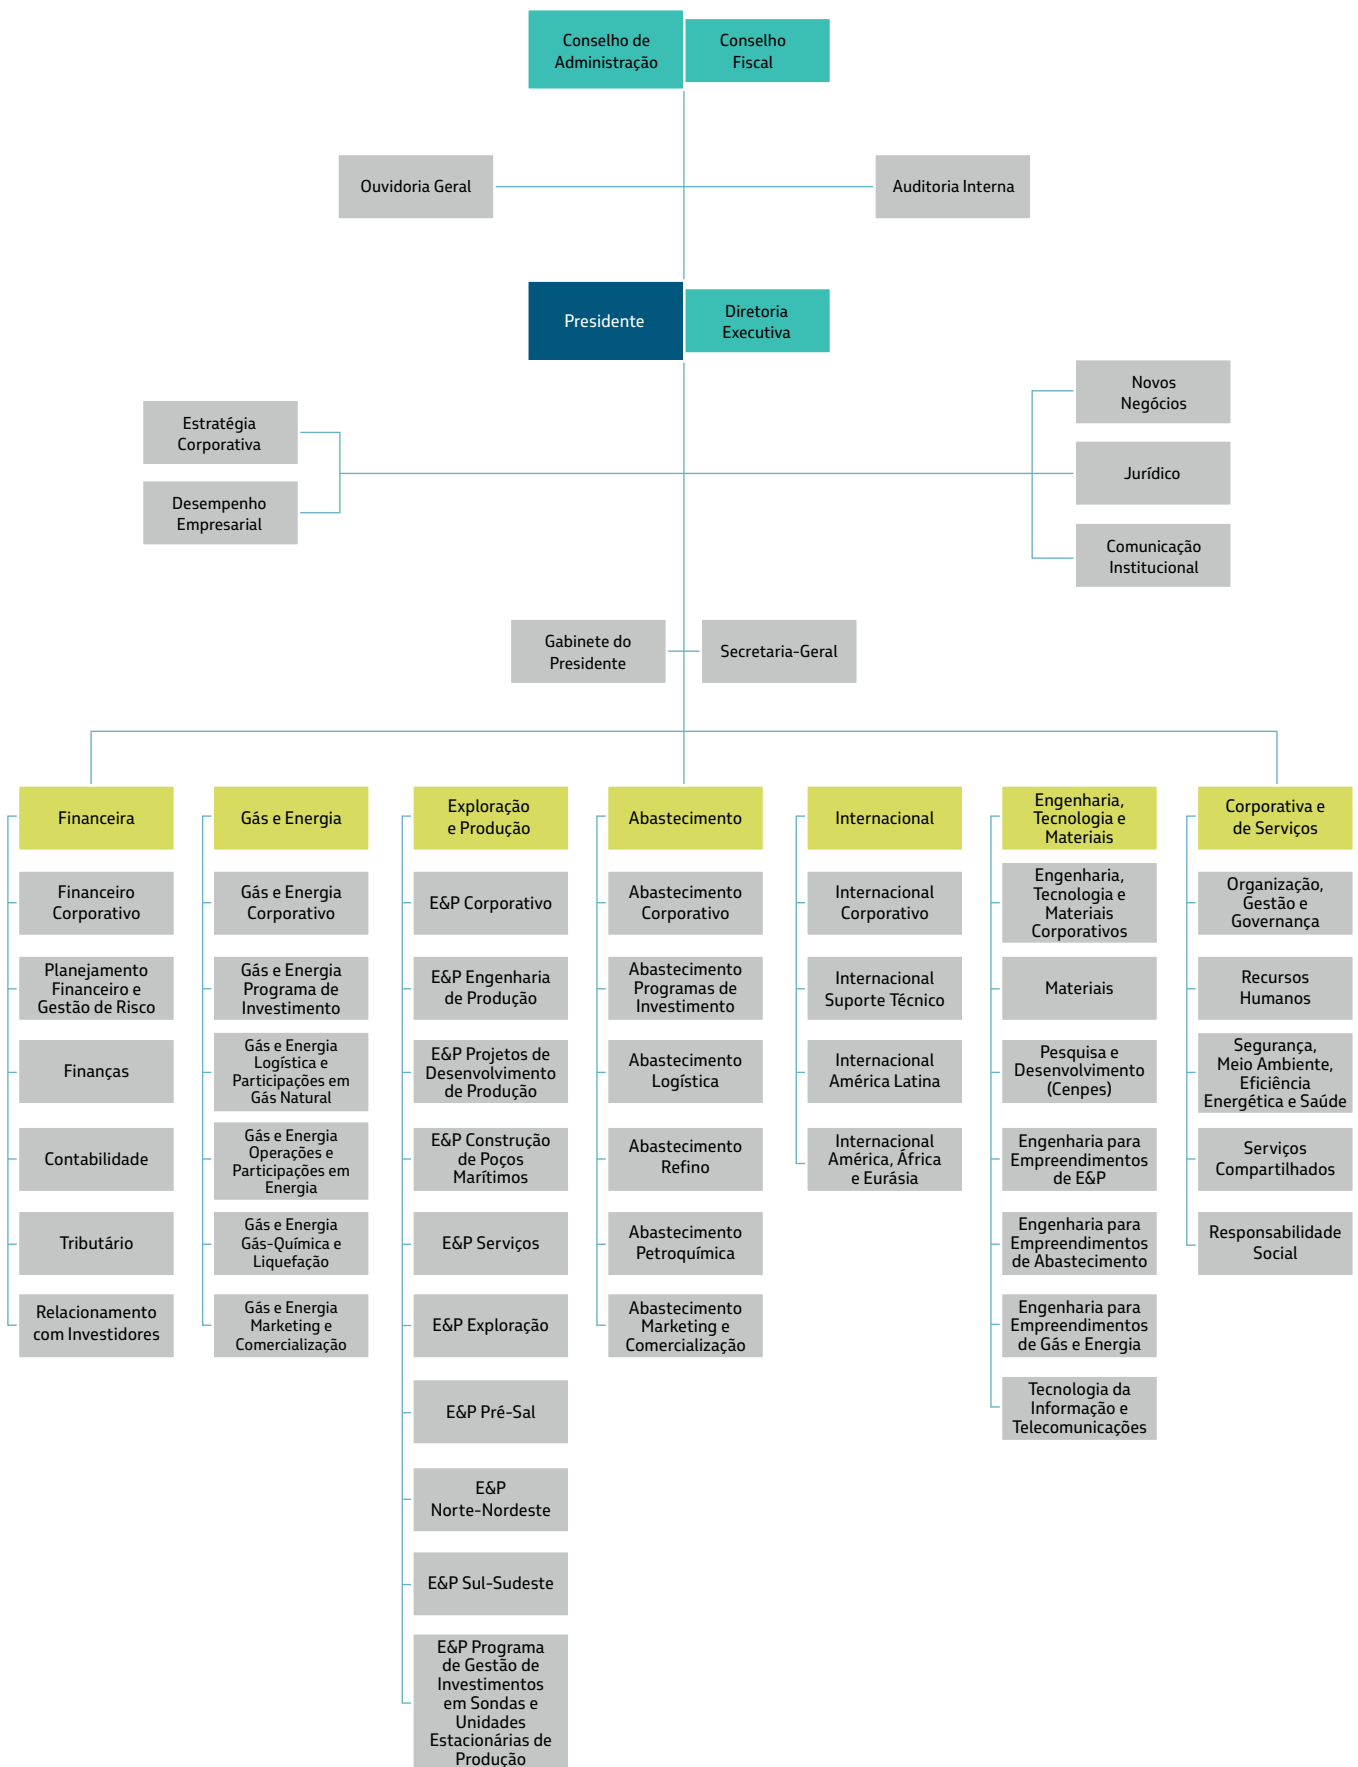 Conselho de
Administração
Conselho
Fiscal
Ouvidoria Geral
Auditoria Interna
Presidente
Diretoria
Executiva
Estratégia
Corporativa
Desempenho
Empresarial
Novos
Negócios
Jurídico
Comunicação
Institucional
Gabinete do
Presidente
Secretaria-Geral
Financeira
Financeiro
Corporativo
Planejamento
Financeiro e
Gestão de Risco
Finanças
Contabilidade
Tributário
Relacionamento
com Investidores
Gás e Energia
Gás e Energia
Corporativo
Gás e Energia
Programa de
Investimento
Gás e Energia
Logística e
Participações em
Gás Natural
Gás e Energia
Operações e
Participações em
Energia
Gás e Energia
Gás-Química e
Liquefação
Gás e Energia
Marketing e
Comercialização
Exploração
e Produção
E&P Corporativo
E&P Engenharia
de Produção
E&P Projetos de
Desenvolvimento
de Produção
E&P Construção
de Poços
Marítimos
E&P Serviços
E&P Exploração
E&P Pré-Sal
E&P
Norte-Nordeste
E&P Sul-Sudeste
E&P Programa
de Gestão de
Investimentos
em Sondas e
Unidades
Estacionárias de
Produção
Abastecimento
Abastecimento
Corporativo
Abastecimento
Programas de
Investimento
Abastecimento
Logística
Abastecimento
Refino
Abastecimento
Petroquímica
Abastecimento
Marketing e
Comercialização
Internacional
Internacional
Corporativo
Internacional
Suporte Técnico
Internacional
América Latina
Internacional
América, África
e Eurásia
Engenharia,
Tecnologia e
Materiais
Engenharia,
Tecnologia e
Materiais
Corporativos
Materiais
Pesquisa e
Desenvolvimento
(Cenpes)
Engenharia para
Empreendimentos
de E&P
Engenharia para
Empreendimentos
de Abastecimento
Engenharia para
Empreendimentos
de Gás e Energia
Tecnologia da
Informação e
Telecomunicações
Corporativa e
de Serviços
Organização,
Gestão e
Governança
Recursos
Humanos
Segurança,
Meio Ambiente,
Eficiência
Energética e Saúde
Serviços
Compartilhados
Responsabilidade
Social